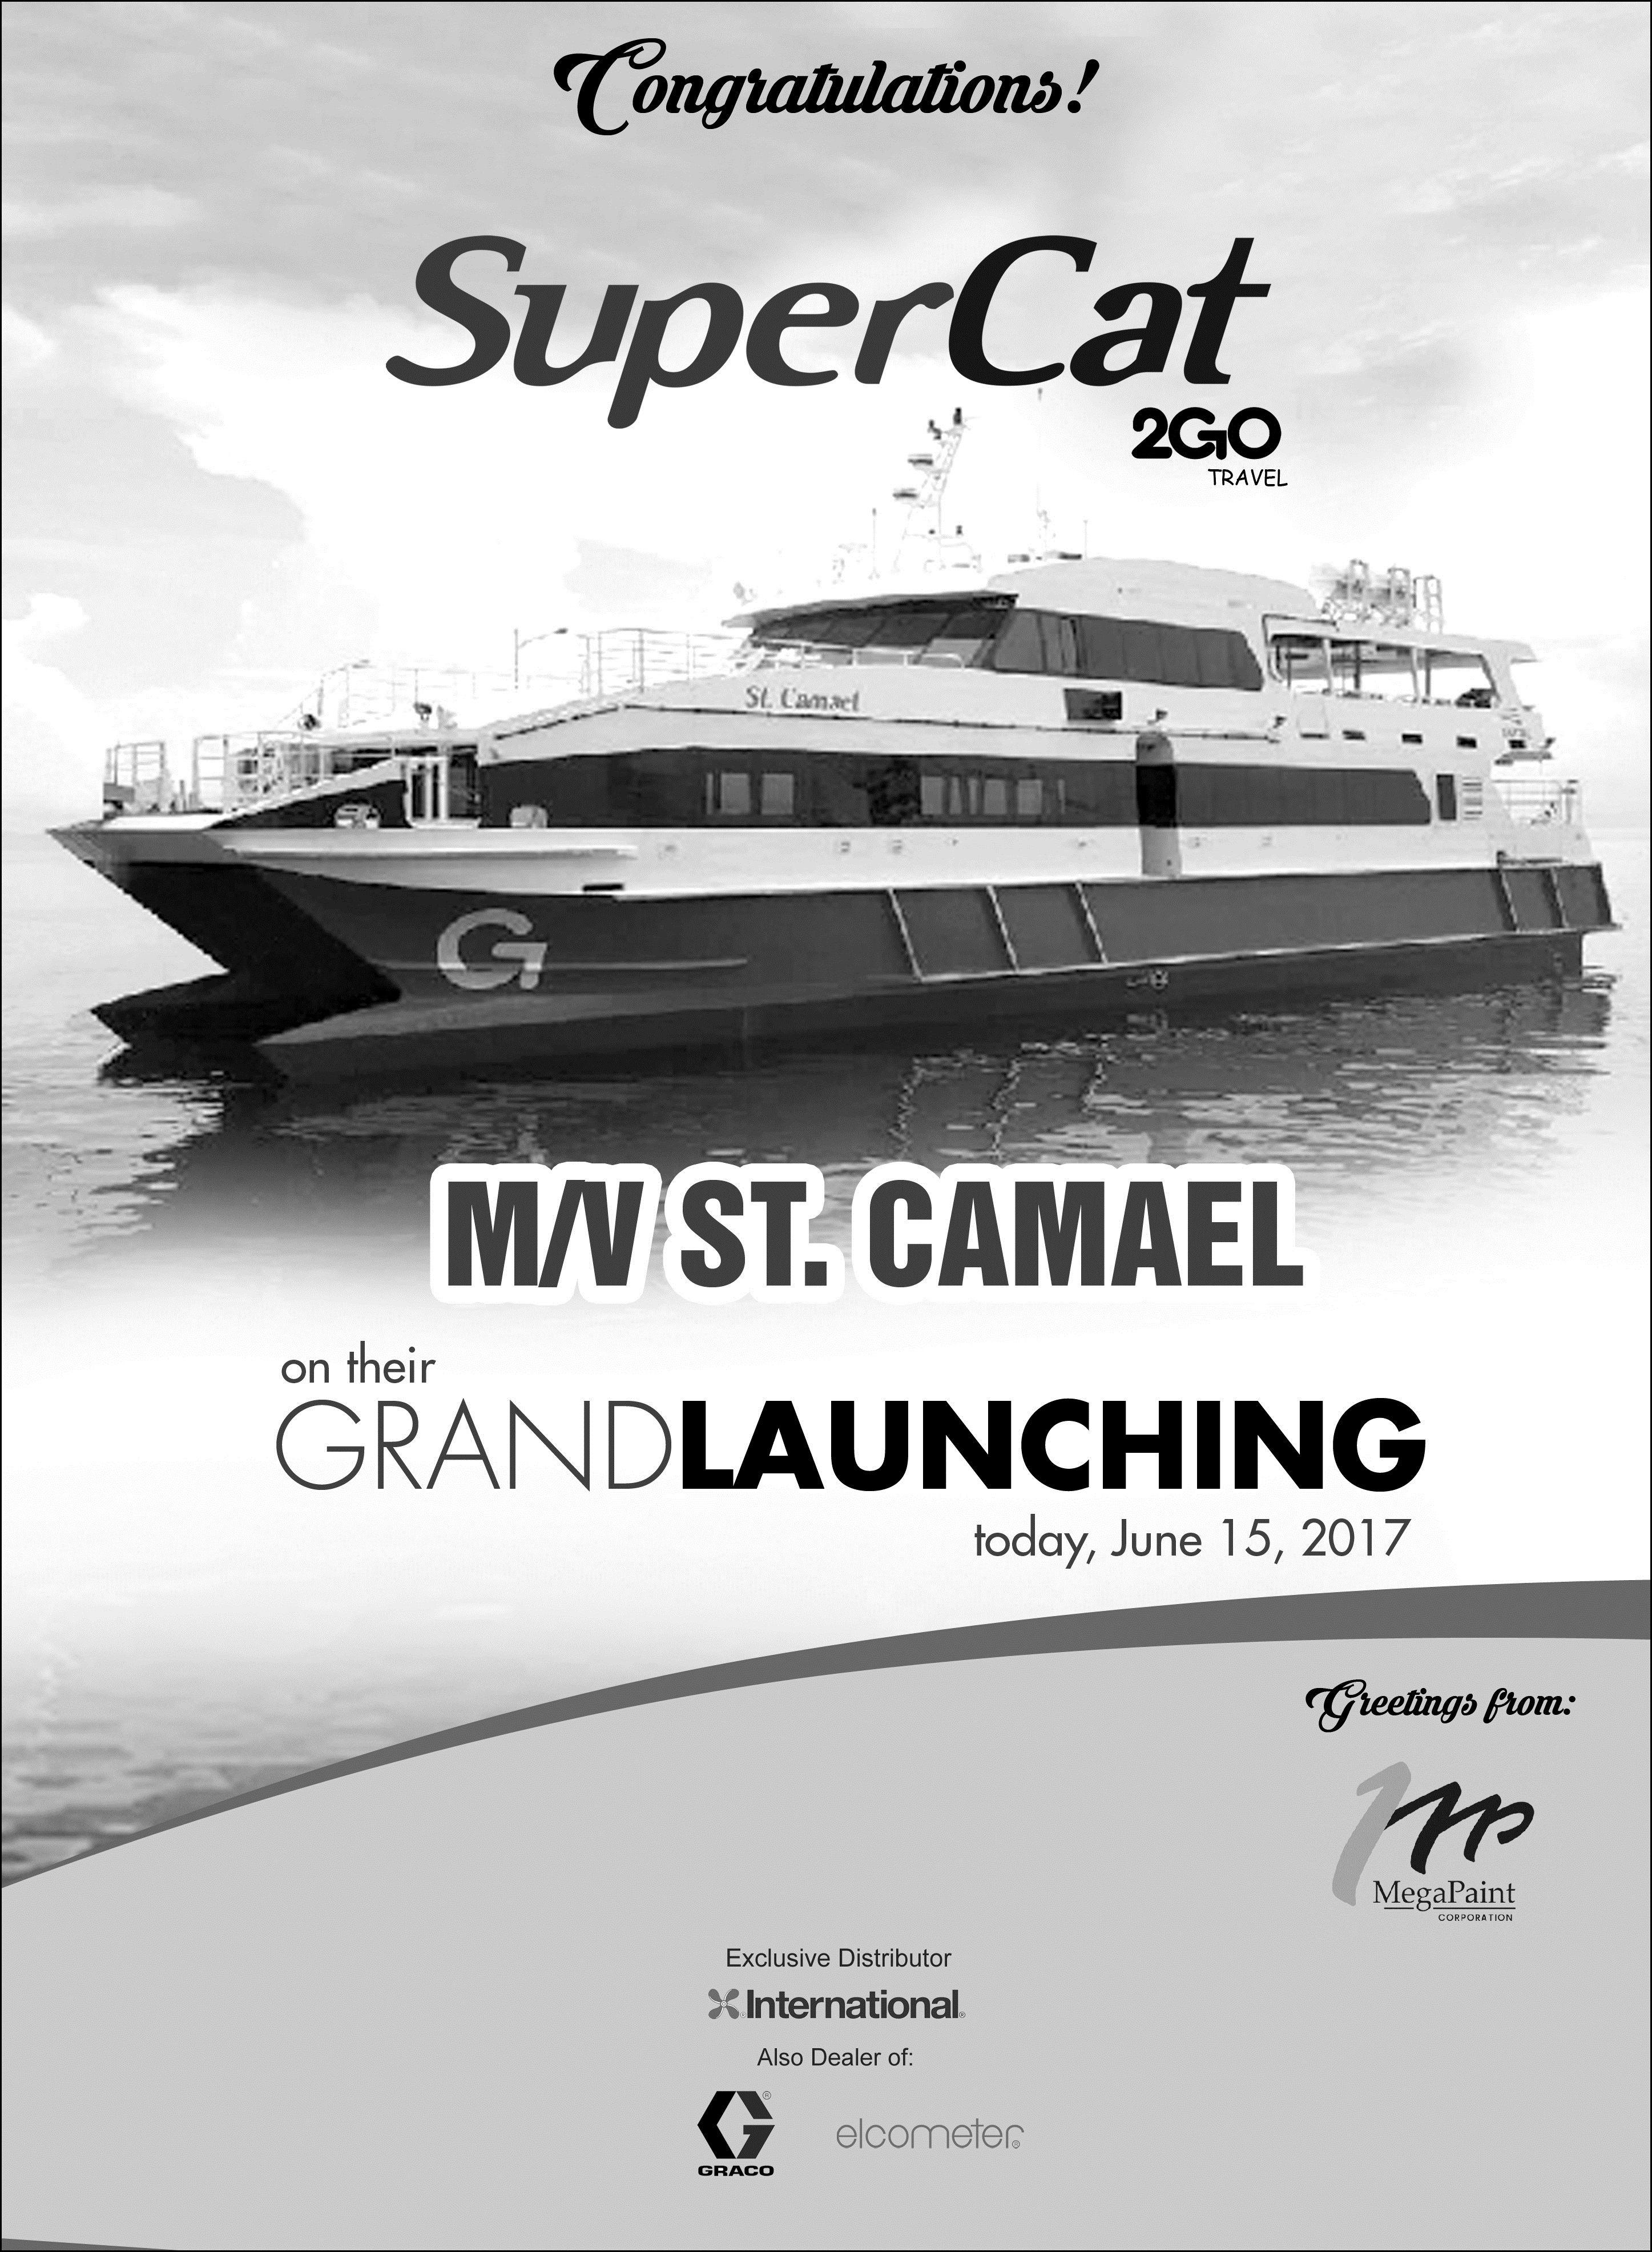 Congratulations!
SuperCat
2GO
TRAVEL
St. Camael
G
M/V ST. CAMAEL
on their
GRANDLAUNCHING
today, June 15, 2017
Greetings from:
mp
MegaPaint
CORPORATION
Exclusive Distributor
International®
Also Dealer of:
G®
GRACO
elcometer®